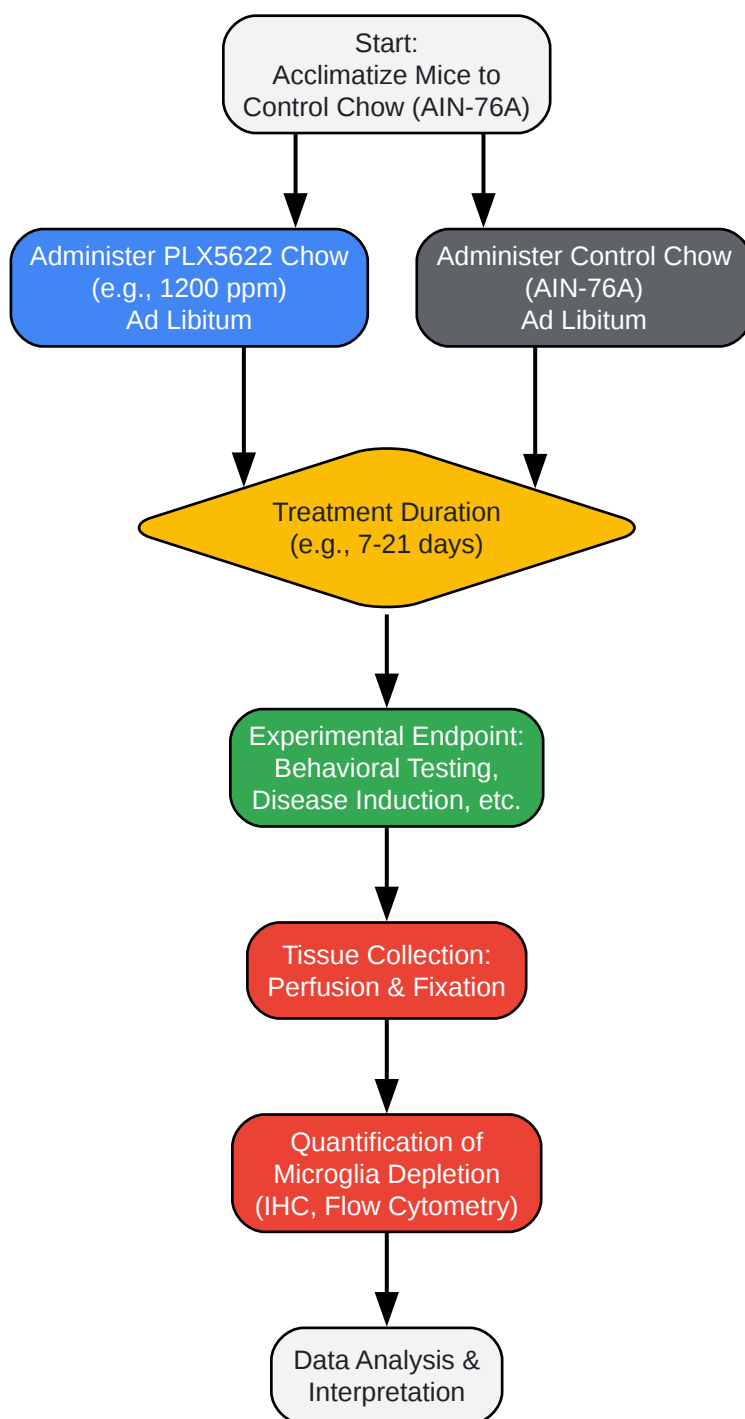 Start:
Acclimatize Mice to
Control Chow (AIN-76A)
Administer PLX5622 Chow
(e.g., 1200 ppm)
Ad Libitum
Administer Control Chow
(AIN-76A)
Ad Libitum
Treatment Duration
(e.g., 7-21 days)
Experimental Endpoint:
Behavioral Testing,
Disease Induction, etc.
Tissue Collection:
Perfusion & Fixation
Quantification of
Microglia Depletion
(IHC, Flow Cytometry)
Data Analysis &
Interpretation